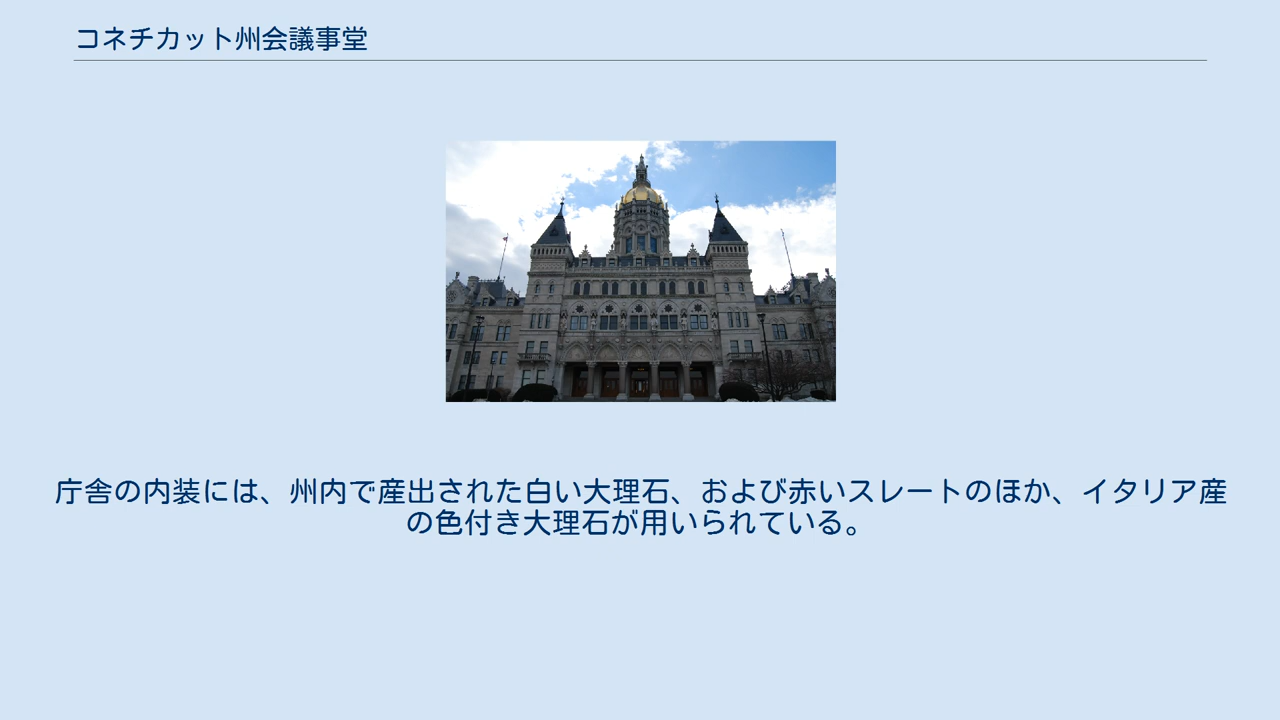 コネチカット州会議事堂
庁舎の内装には、州内で産出された白い大理石、および赤いスレートのほか、イタリア産
の色付き大理石が用いられている。